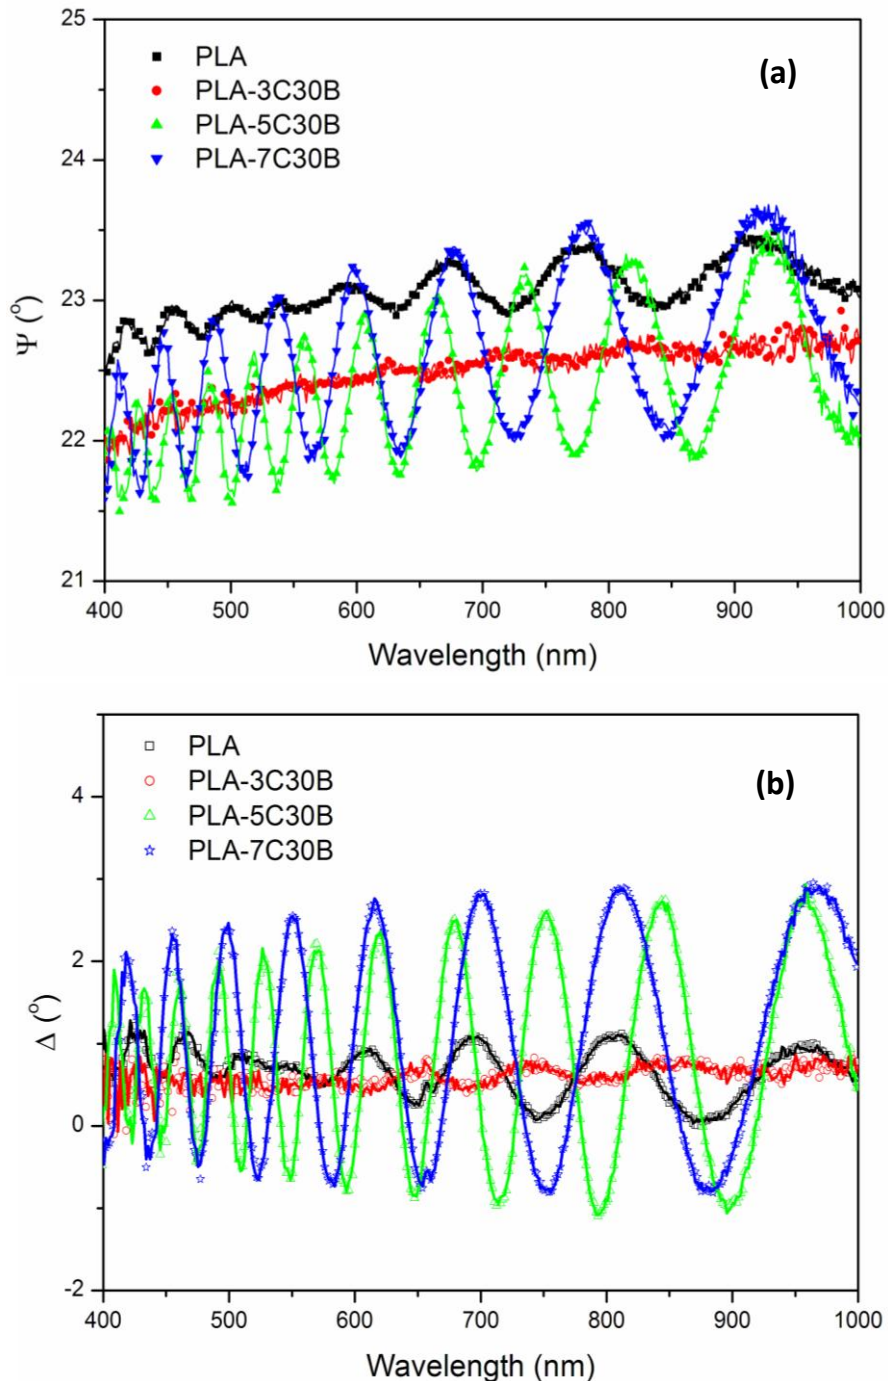 25
24
23
22
21
Ψ (°)
PLA
PLA-3C30B
PLA-5C30B
PLA-7C30B
(a)
400 500 600 700 800 900 1000
Wavelength (nm)
4
2
0
-2
Δ (°)
PLA
PLA-3C30B
PLA-5C30B
PLA-7C30B
(b)
400 500 600 700 800 900 1000
Wavelength (nm)